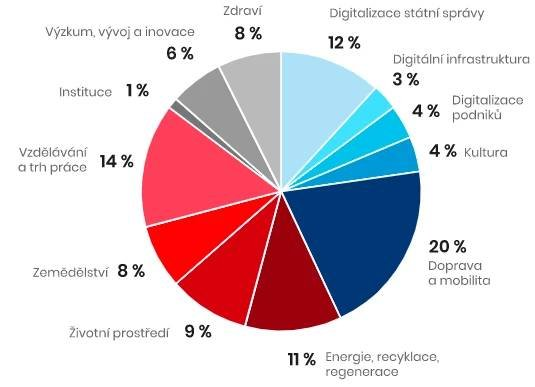 Digitalizace státní správy
12 %
Digitální infrastruktura
3 %
4 %
Digitalizace
podniků
4 % Kultura
20 %
Doprava
a mobilita
11 % Energie, recyklace,
regenerace
Životní prostředí 9 %
Zemědělství 8 %
Vzdělávání
a trh práce
14 %
Instituce 1 %
Výzkum, vývoj a inovace
6 %
Zdraví
8 %